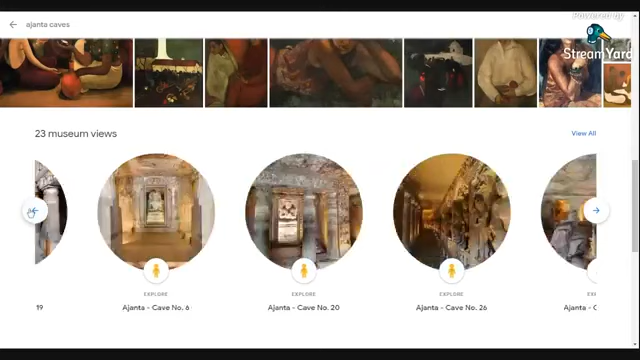 Powered by
ajanta caves
StreamYard
23 museum views
View All
EXPLORE
EXPLORE
EXPLORE
19
Ajanta - Cave No. 6
Ajanta - Cave No. 20
Ajanta - Cave No. 26
Ajanta - C